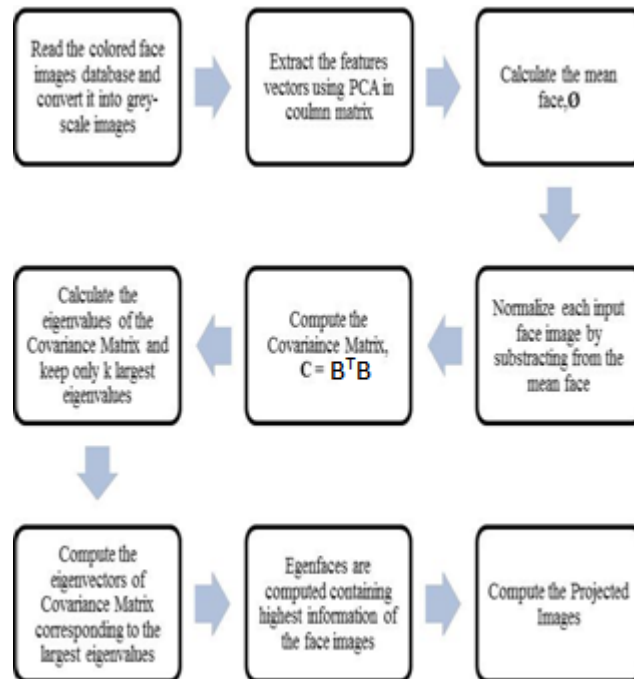 Read the colored face
images database and
convert it into grey-
scale images
Extract the features
vectors using PCA in
coulmn matrix
Calculate the mean
face,Ø
Normalize each input
face image by
substracting from the
mean face
Compute the
Covariaince Matrix,
C = BᵀB
Calculate the
eigenvalues of the
Covariance Matrix and
keep only k largest
eigenvalues
Compute the
eigenvectors of
Covariance Matrix
corresponding to the
largest eigenvalues
Egenfaces are
computed containing
highest information of
the face images
Compute the Projected
Images